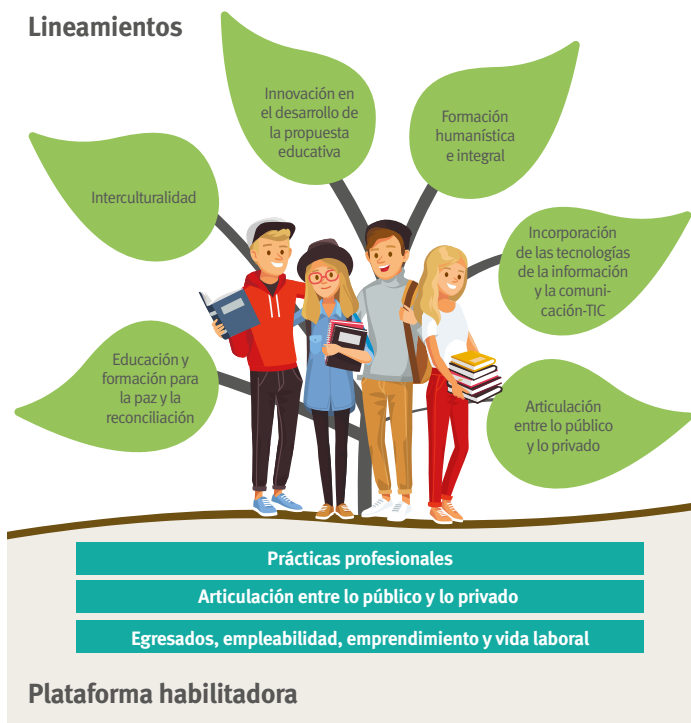 Lineamientos
Innovación en
el desarrollo de
la propuesta
educativa
Formación
humanística
e integral
Interculturalidad
Incorporación
de las tecnologías
de la información
y la comuni-
cación-TIC
Educación y
formación para
la paz y la
reconciliación
Articulación
entre lo público
y lo privado
Prácticas profesionales
Articulación entre lo público y lo privado
Egresados, empleabilidad, emprendimiento y vida laboral
Plataforma habilitadora